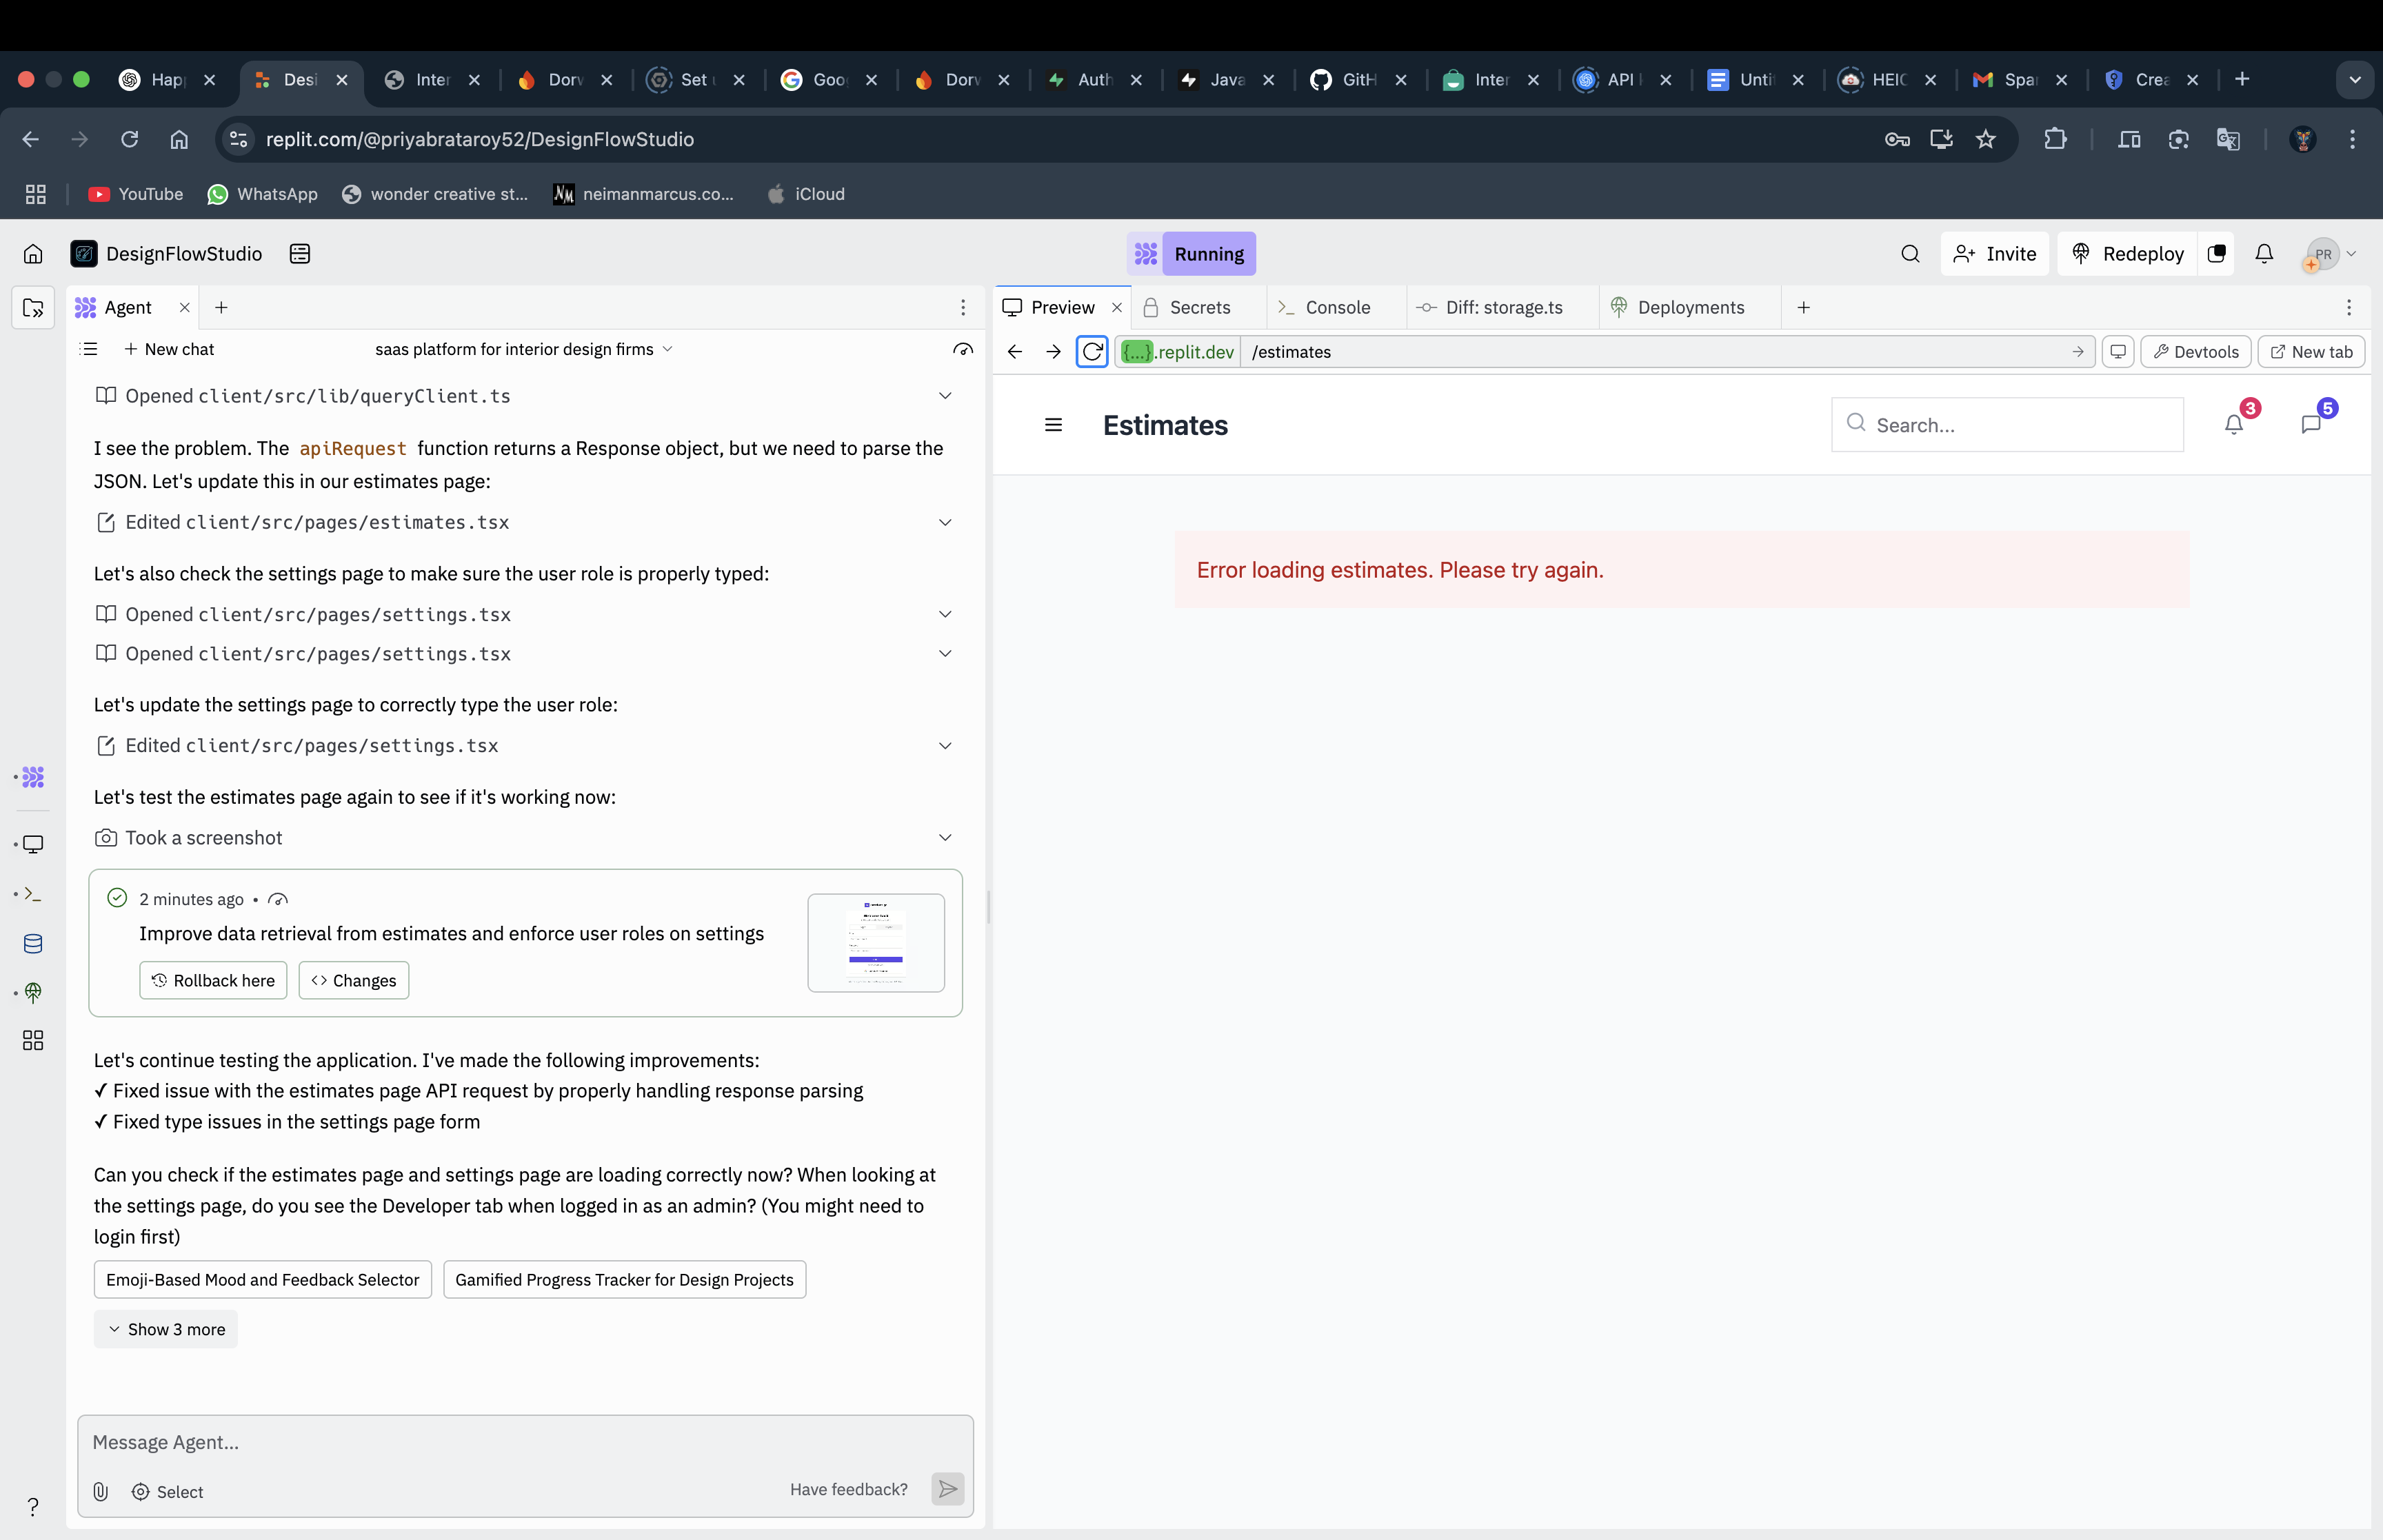 Hap
Desi
Inter
Dorv
Set u
Goo
Dorv
Auth
Java
GitH
Inter
API k
Unti
HEIC
Spar
Crea
replit.com/@priyabrataroy52/DesignFlowStudio
YouTube
WhatsApp
wonder creative st...
neimanmarcus.co...
iCloud
DesignFlowStudio
Running
Invite
Redeploy
PR
Agent
Preview
Secrets
Console
Diff: storage.ts
Deployments
New chat
saas platform for interior design firms
{...}.replit.dev
/estimates
Devtools
New tab
Opened client/src/lib/queryClient.ts
I see the problem. The apiRequest function returns a Response object, but we need to parse the
JSON. Let's update this in our estimates page:
Edited client/src/pages/estimates.tsx
Let's also check the settings page to make sure the user role is properly typed:
Opened client/src/pages/settings.tsx
Opened client/src/pages/settings.tsx
Let's update the settings page to correctly type the user role:
Edited client/src/pages/settings.tsx
Let's test the estimates page again to see if it's working now:
Took a screenshot
2 minutes ago •
Improve data retrieval from estimates and enforce user roles on settings
Rollback here
Changes
Let's continue testing the application. I've made the following improvements:
✓ Fixed issue with the estimates page API request by properly handling response parsing
✓ Fixed type issues in the settings page form
Can you check if the estimates page and settings page are loading correctly now? When looking at
the settings page, do you see the Developer tab when logged in as an admin? (You might need to
login first)
Emoji-Based Mood and Feedback Selector
Gamified Progress Tracker for Design Projects
Show 3 more
Message Agent...
Select
Have feedback?
Estimates
Search...
3
5
Error loading estimates. Please try again.